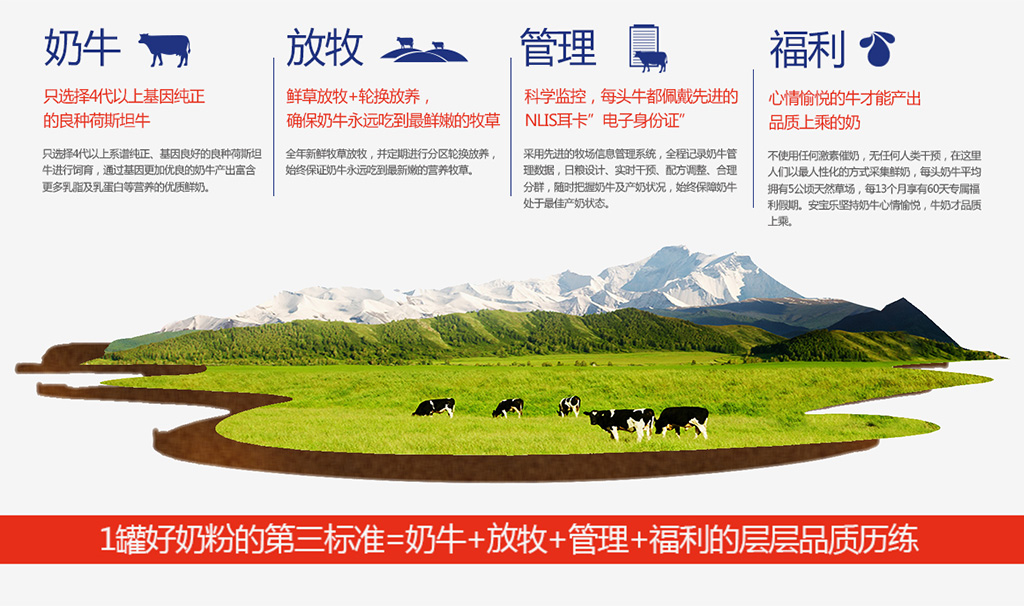 奶牛
只选择4代以上基因纯正
的良种荷斯坦牛
只选择4代以上系谱纯正、基因良好的良种荷斯坦
牛进行饲育，通过基因更加优良的奶牛产出富含
更多乳脂及乳蛋白等营养的优质鲜奶。
放牧
鲜草放牧+轮换放养，
确保奶牛永远吃到最鲜嫩的牧草
全年新鲜牧草放牧，并定期进行分区轮换放养，
始终保证奶牛永远吃到最新嫩的营养牧草。
管理
科学监控，每头牛都佩戴先进的
NLIS耳卡”电子身份证”
采用先进的牧场信息管理系统，全程记录奶牛管
理数据，日粮设计、实时干预、配方调整、合理
分群，随时把握奶牛及产奶状况，始终保障奶牛
处于最佳产奶状态。
福利
心情愉悦的牛才能产出
品质上乘的奶
不使用任何激素催奶，无任何人类干预，在这里
人们以最人性化的方式采集鲜奶，每头奶牛平均
拥有5公顷天然草场，每13个月享有60天专属福
利假期。安宝乐坚持奶牛心情愉悦，牛奶才品质
上乘。
1罐好奶粉的第三标准=奶牛+放牧+管理+福利的层层品质历练